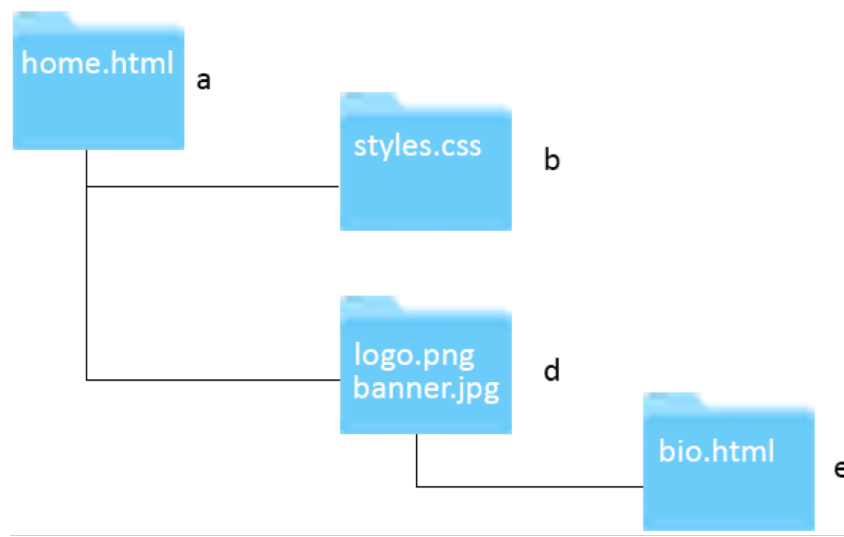 home.html
a
styles.css
b
logo.png
banner.jpg
d
bio.html
e